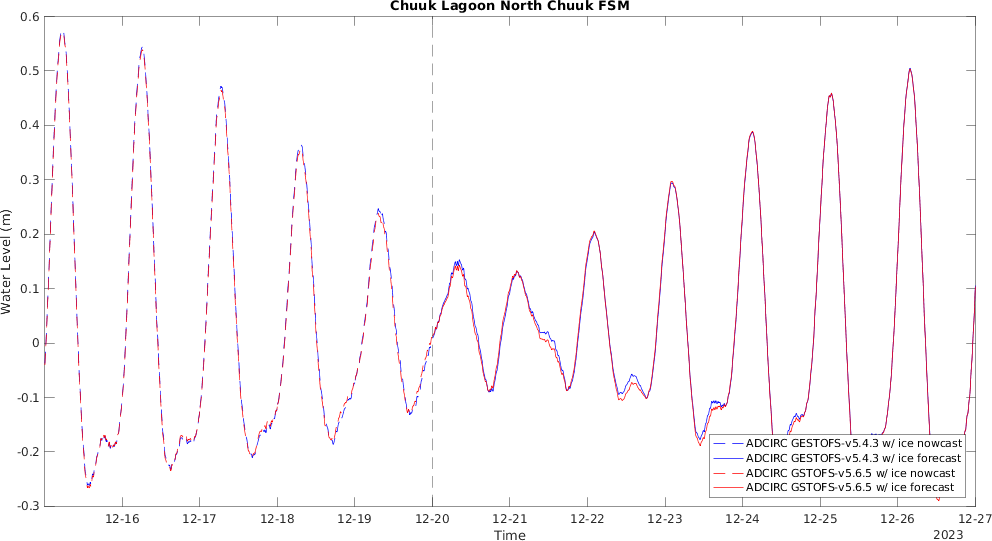 Chuuk Lagoon North Chuuk FSM
0.6
0.5
0.4
0.3
0.2
0.1
0
-0.1
-0.2
-0.3
Water Level (m)
12-16 12-17 12-18 12-19 12-20 12-21 12-22 12-23 12-24 12-25 12-26 12-27
Time
2023
ADCIRC GESTOFS-v5.4.3 w/ ice nowcast
ADCIRC GESTOFS-v5.4.3 w/ ice forecast
ADCIRC GSTOFS-v5.6.5 w/ ice nowcast
ADCIRC GSTOFS-v5.6.5 w/ ice forecast